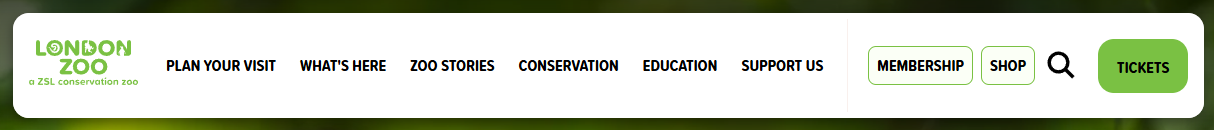 LONDON
ZOO
a ZSL conservation zoo
PLAN YOUR VISIT
WHAT'S HERE
ZOO STORIES
CONSERVATION
EDUCATION
SUPPORT US
MEMBERSHIP
SHOP
TICKETS